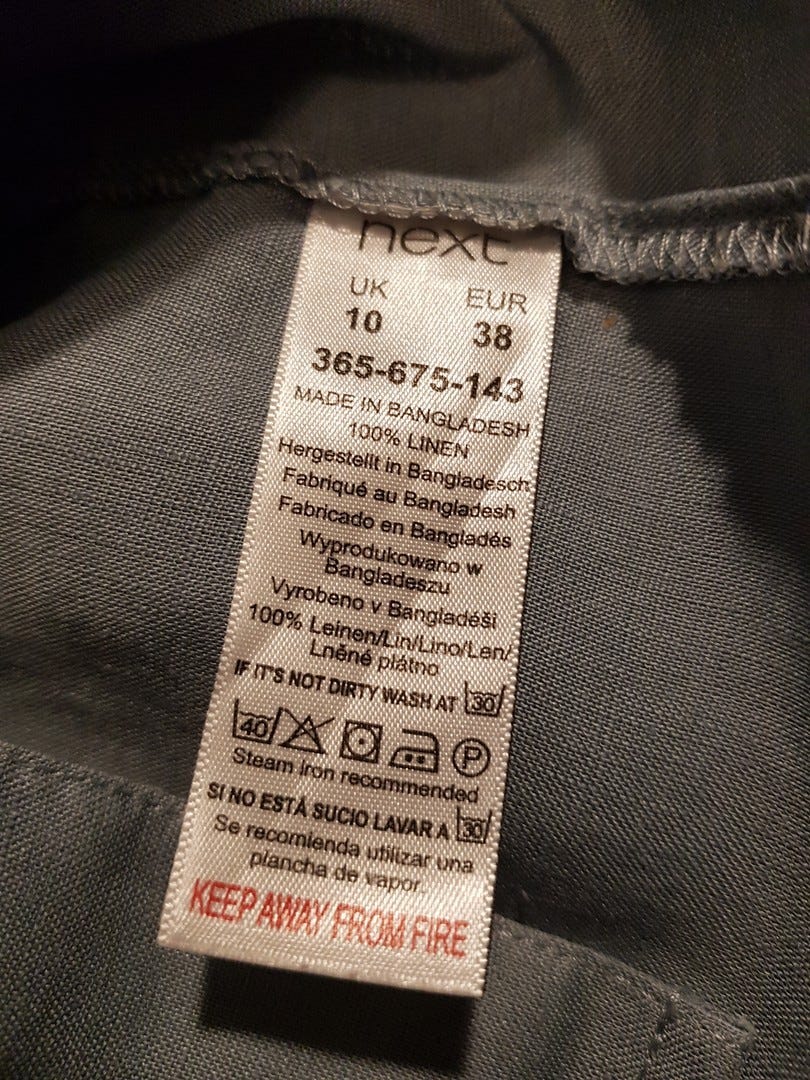 next
UK EUR
10 38
365-675-143
MADE IN BANGLADESH
100% LINEN
Hergestellt in Bangladesch
Fabriqué au Bangladesh
Fabricado en Bangladés
Wyprodukowano w
Bangladeszu
Vyrobeno v Bangladéši
100% Leinen/Lin/Lino/Len/
Lněné plátno
IF IT'S NOT DIRTY WASH AT 30
40 P
Steam iron recommended
SI NO ESTÁ SUCIO LAVAR A 30
Se recomienda utilizar una
plancha de vapor.
KEEP AWAY FROM FIRE